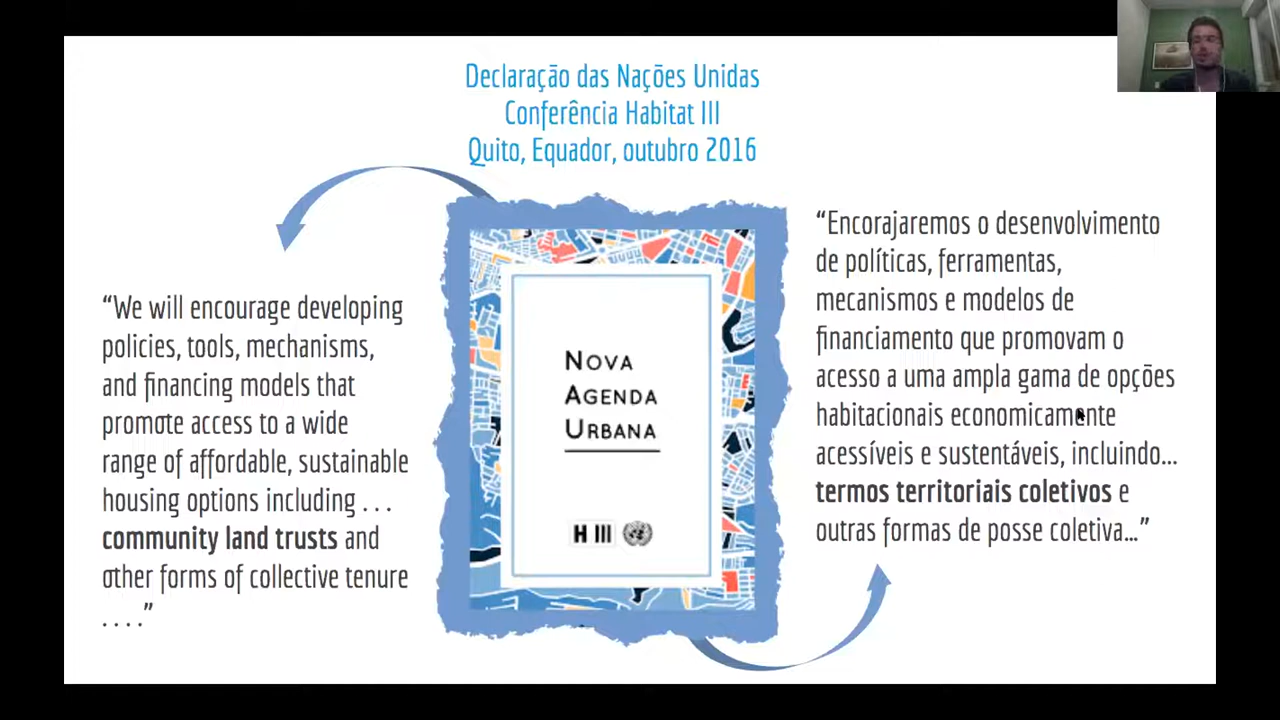 Declaração das Nações Unidas
Conferência Habitat III
Quito, Equador, outubro 2016
“We will encourage developing
policies, tools, mechanisms,
and financing models that
promote access to a wide
range of affordable, sustainable
housing options including . . .
community land trusts and
other forms of collective tenure
. . . .”
NOVA
AGENDA
URBANA
H III
“Encorajaremos o desenvolvimento
de políticas, ferramentas,
mecanismos e modelos de
financiamento que promovam o
acesso a uma ampla gama de opções
habitacionais economicamente
acessíveis e sustentáveis, incluindo...
termos territoriais coletivos e
outras formas de posse coletiva...”